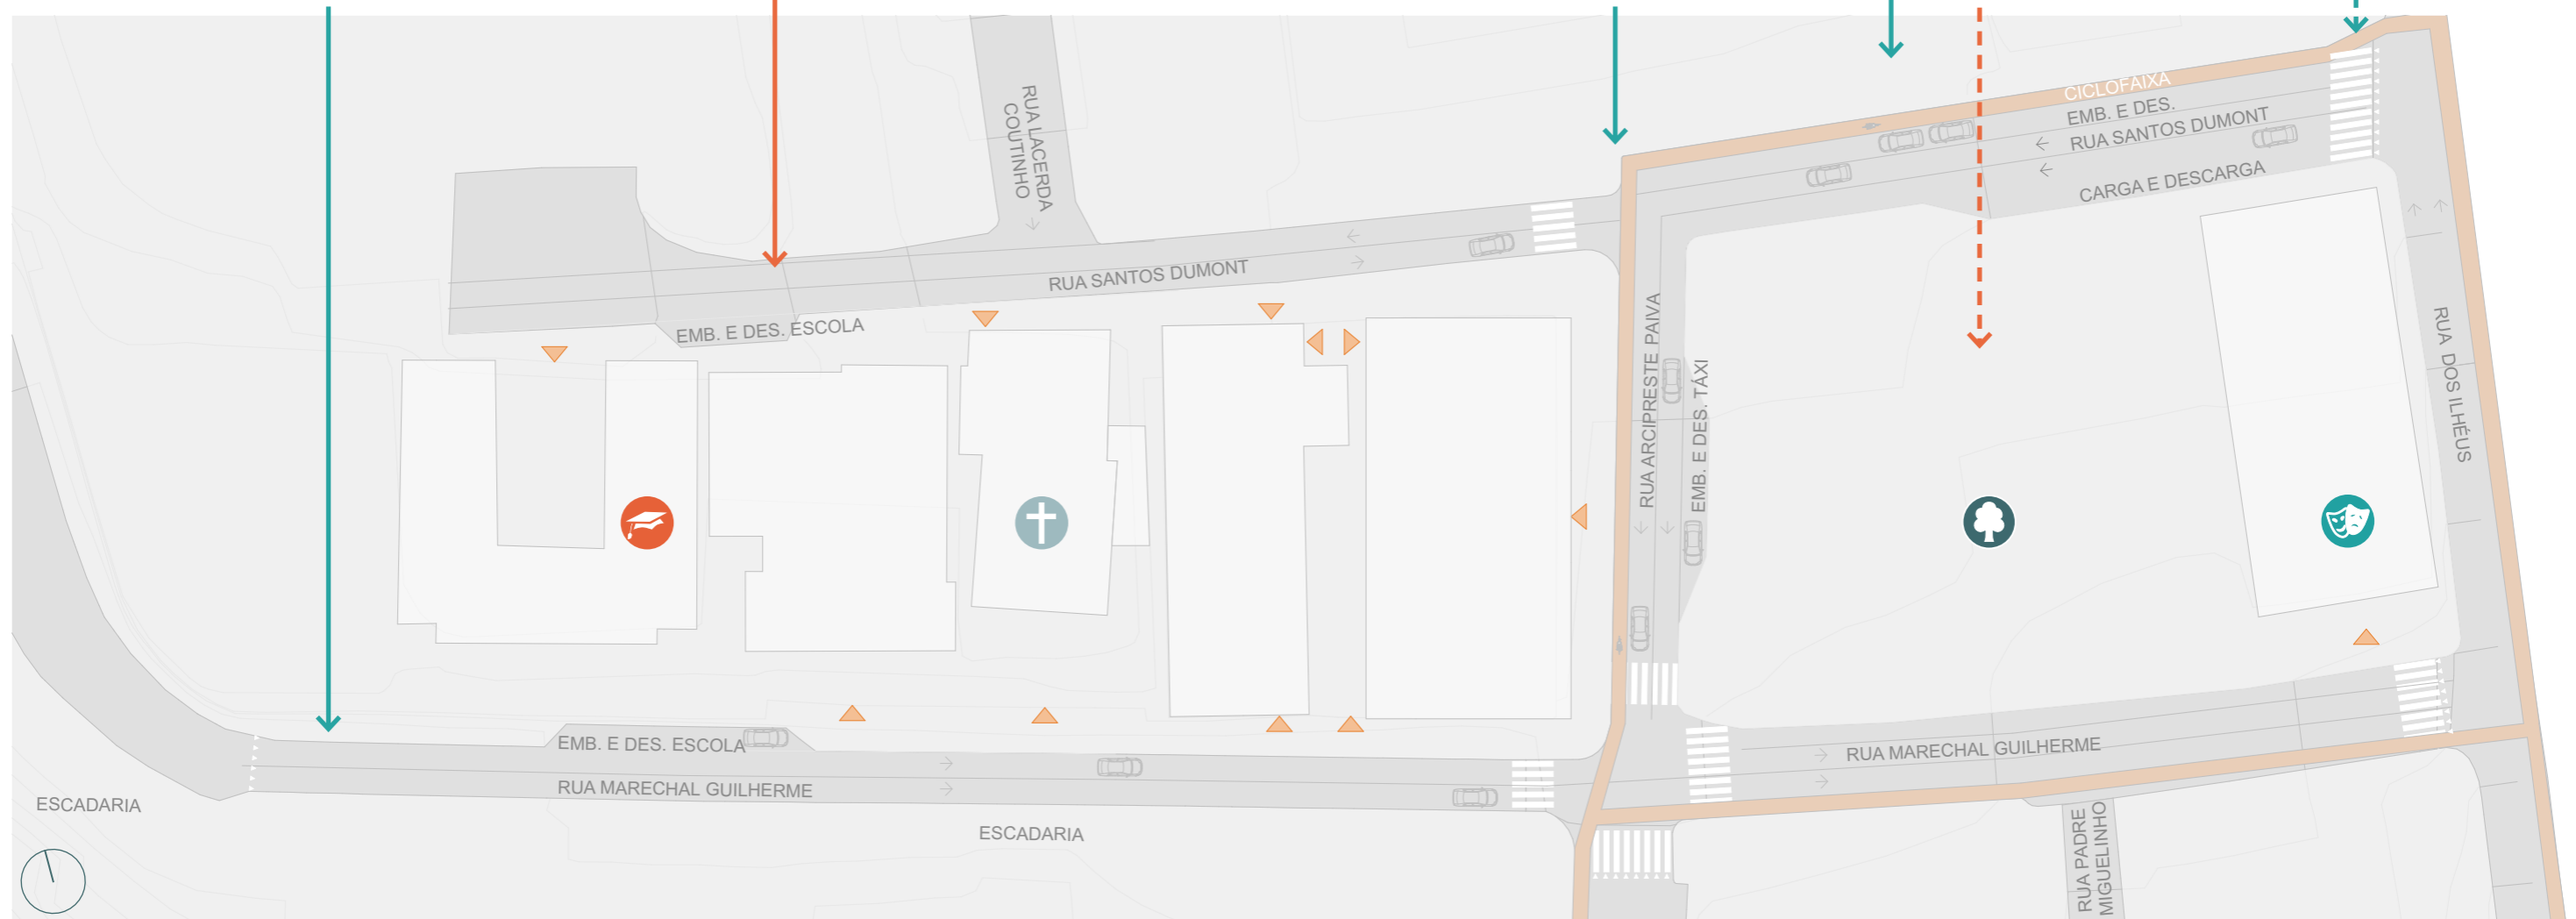 CICLOFAIXA
EMB. E DES.
RUA SANTOS DUMONT
CARGA E DESCARGA
RUA LACERDA
COUTINHO
RUA SANTOS DUMONT
EMB. E DES. ESCOLA
RUA ARCIPRESTE PAIVA
EMB. E DES. TÁXI
RUA DOS ILHÉUS
EMB. E DES. ESCOLA
RUA MARECHAL GUILHERME
RUA MARECHAL GUILHERME
ESCADARIA
ESCADARIA
RUA PADRE
MIGUELINHO